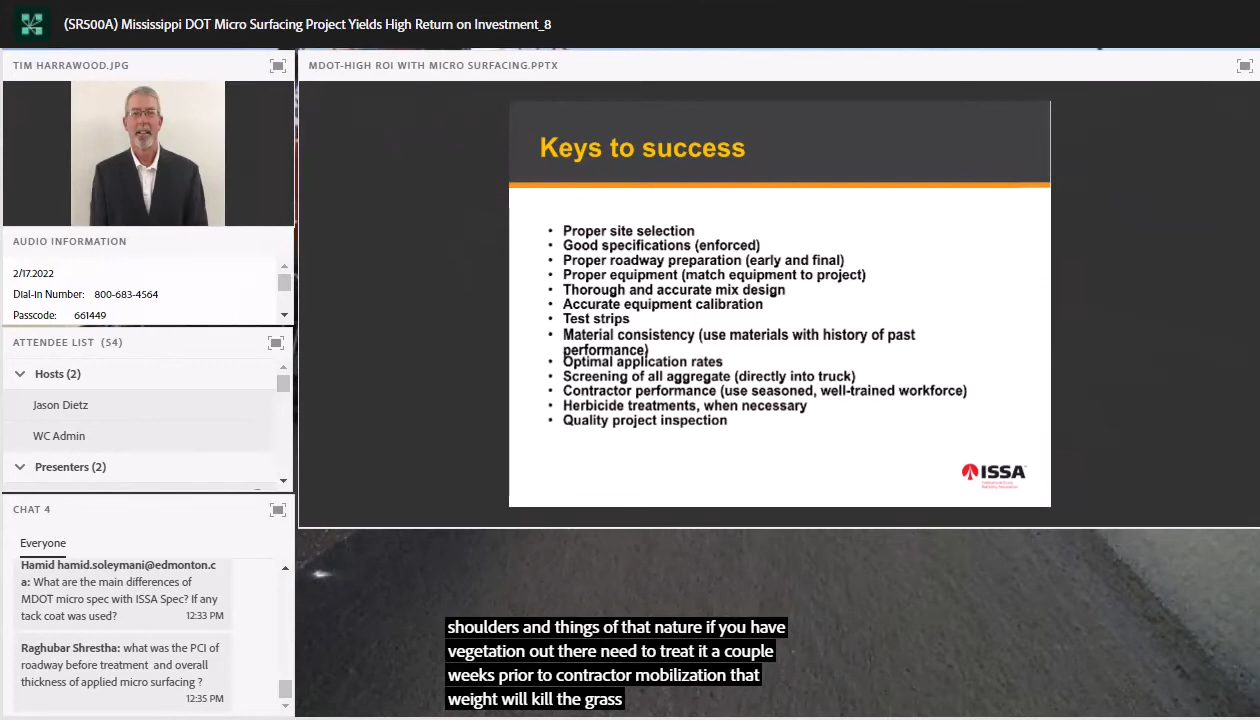 (SR500A) Mississippi DOT Micro Surfacing Project Yields High Return on Investment_8
TIM HARRAWOOD.JPG
AUDIO INFORMATION
2/17.2022
Dial-In Number: 800-683-4564
Passcode: 661449
ATTENDEE LIST (54)
Hosts (2)
Jason Dietz
WC Admin
Presenters (2)
CHAT 4
Everyone
Hamid hamid.soleymani@edmonton.c
a: What are the main differences of
MDOT micro spec with ISSA Spec? If any
tack coat was used?
12:33 PM
Raghubar Shrestha: what was the PCI of
roadway before treatment and overall
thickness of applied micro surfacing ?
12:35 PM
MDOT-HIGH ROI WITH MICRO SURFACING.PPTX
Keys to success
• Proper site selection
• Good specifications (enforced)
• Proper roadway preparation (early and final)
• Proper equipment (match equipment to project)
• Thorough and accurate mix design
• Accurate equipment calibration
• Test strips
• Material consistency (use materials with history of past
performance)
• Optimal application rates
• Screening of all aggregate (directly into truck)
• Contractor performance (use seasoned, well-trained workforce)
• Herbicide treatments, when necessary
• Quality project inspection
ISSA
shoulders and things of that nature if you have
vegetation out there need to treat it a couple
weeks prior to contractor mobilization that
weight will kill the grass